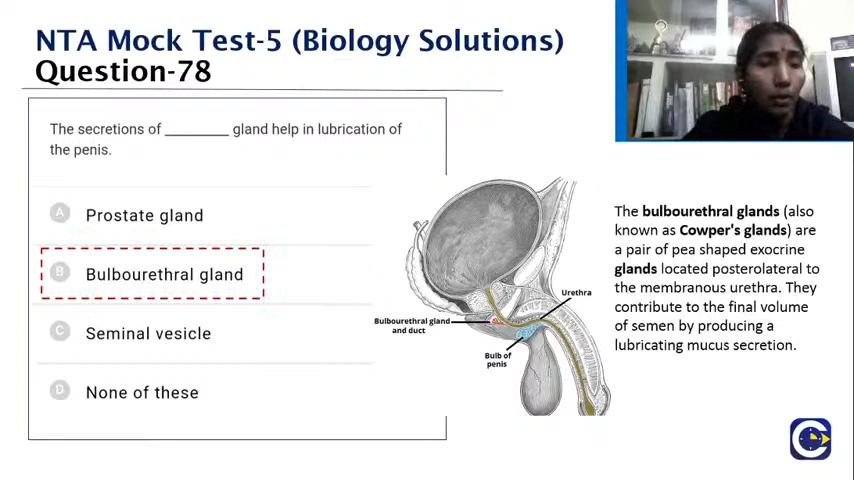 NTA Mock Test-5 (Biology Solutions)
Question-78
The secretions of ________ gland help in lubrication of
the penis.
A Prostate gland
B Bulbourethral gland
C Seminal vesicle
D None of these
Urethra
Bulbourethral gland
and duct
Bulb of
penis
The bulbourethral glands (also
known as Cowper's glands) are
a pair of pea shaped exocrine
glands located posterolateral to
the membranous urethra. They
contribute to the final volume
of semen by producing a
lubricating mucus secretion.